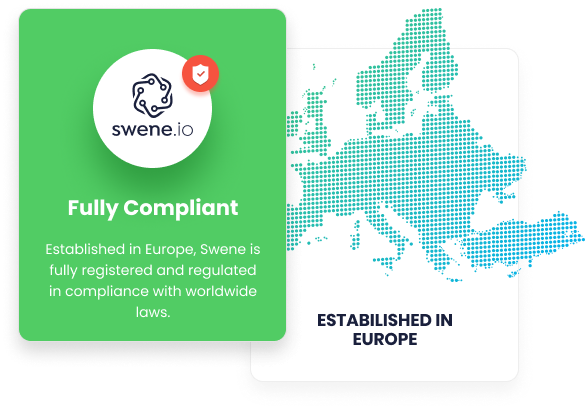 swene.io
Fully Compliant
Established in Europe, Swene is
fully registered and regulated
in compliance with worldwide
laws.
ESTABILISHED IN
EUROPE